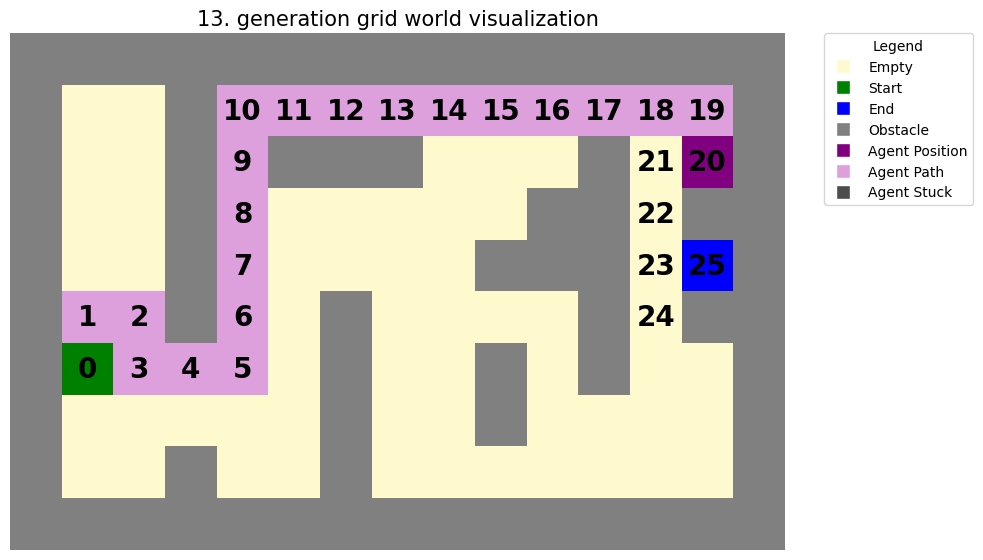 13. generation grid world visualization
Legend
Empty
Start
End
Obstacle
Agent Position
Agent Path
Agent Stuck
10 11 12 13 14 15 16 17 18 19
9 21 20
8 22
7 23 25
1 2 6 24
0 3 4 5